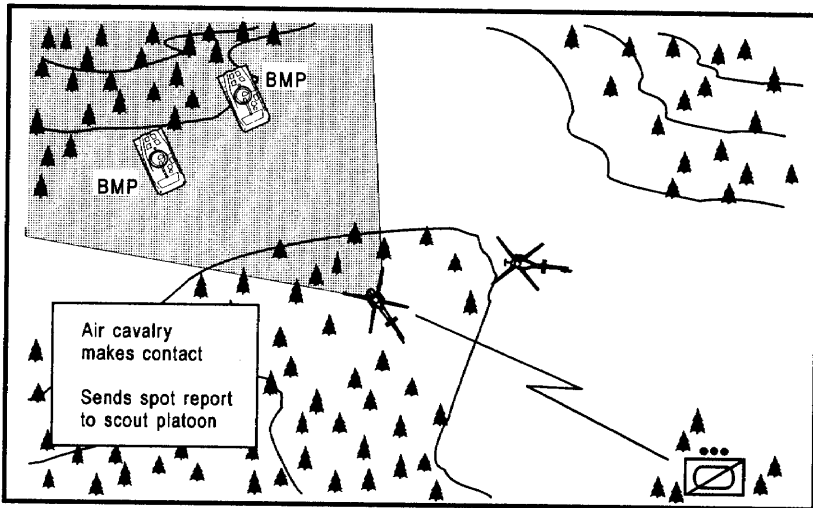 BMP
BMP
Air cavalry
makes contact
Sends spot report
to scout platoon